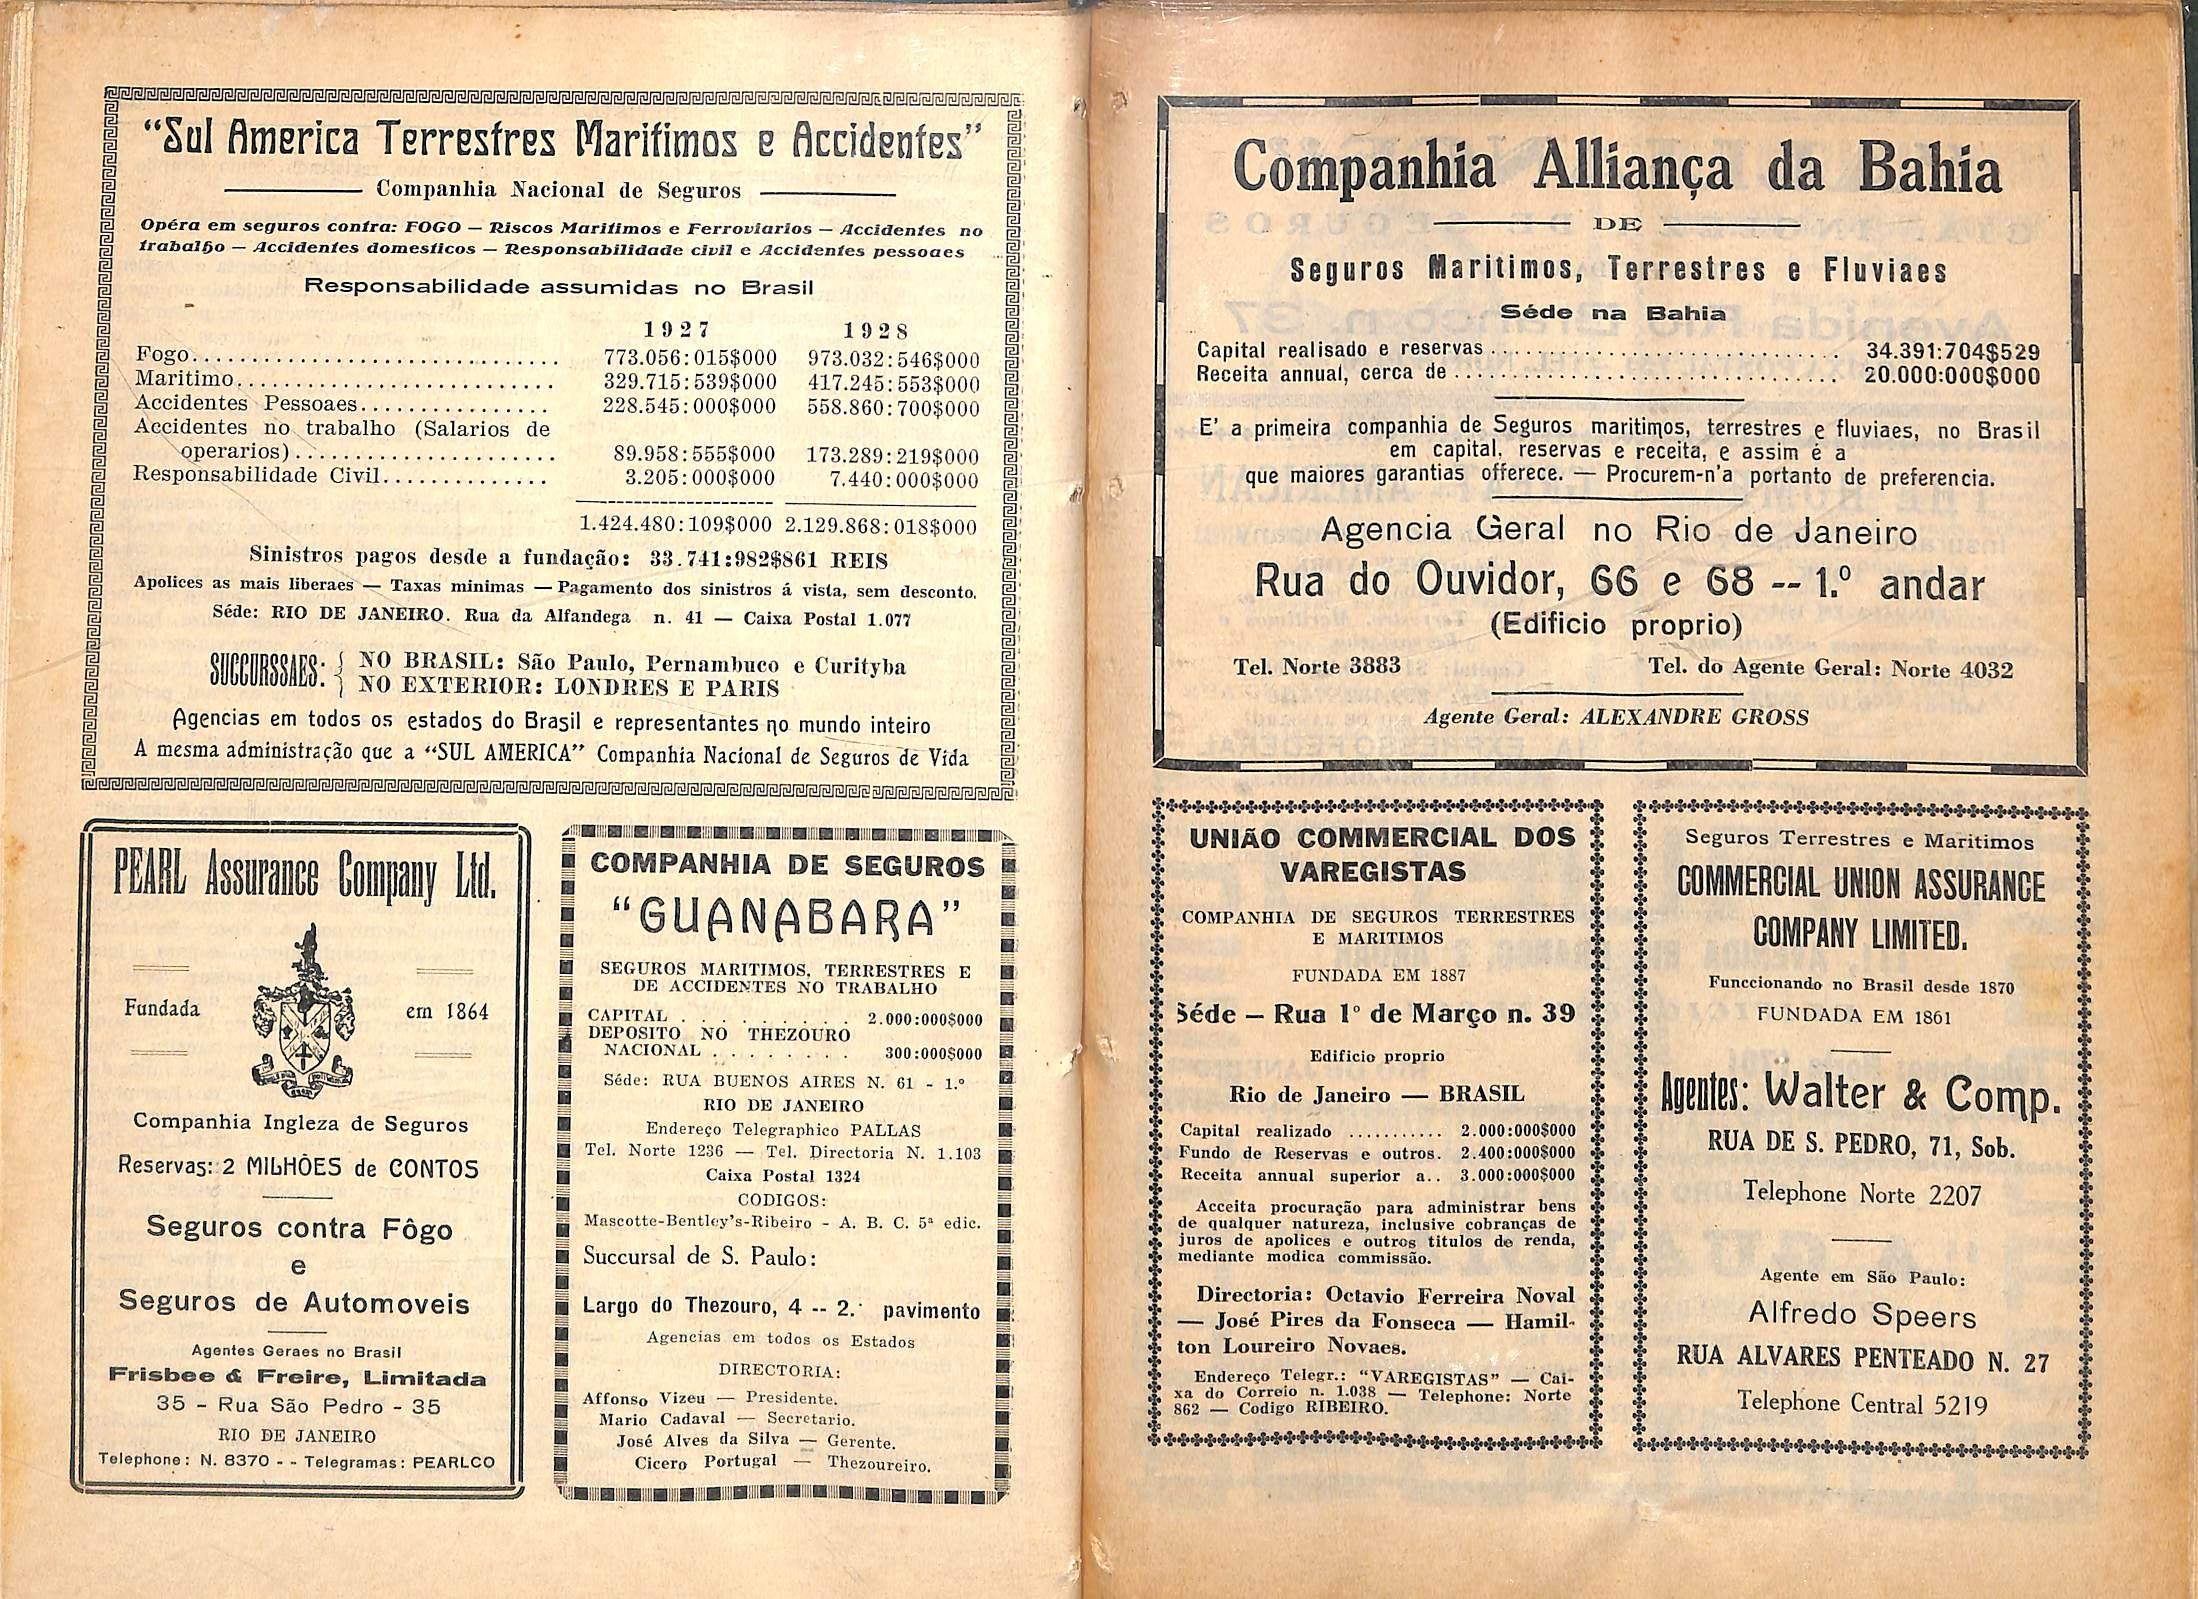 “Sul America Terrestres Maritimos e Accidentes”
Companhia Nacional de Seguros
Opéra em seguros contra: FOGO — Riscos Maritimos e Ferroviarios — Accidentes no
trabalho — Accidentes domesticos — Responsabilidade civil e Accidentes pessoaes
Responsabilidade assumidas no Brasil
1927 1928
Fogo.............................. 773.056:015$000 973.032:546$000
Maritimo.......................... 329.715:539$000 417.245:553$000
Accidentes Pessoaes................ 228.545:000$000 558.860:700$000
Accidentes no trabalho (Salarios de
operarios)...................... 89.958:555$000 173.289:219$000
Responsabilidade Civil.............. 3.205:000$000 7.440:000$000
1.424.480:109$000 2.129.868:018$000
Sinistros pagos desde a fundação: 33.741:982$861 REIS
Apolices as mais liberaes — Taxas minimas — Pagamento dos sinistros á vista, sem desconto.
Séde: RIO DE JANEIRO. Rua da Alfandega n. 41 — Caixa Postal 1.077
SUCCURSSAES: { NO BRASIL: São Paulo, Pernambuco e Curityba
NO EXTERIOR: LONDRES E PARIS
Agencias em todos os estados do Brasil e representantes no mundo inteiro
A mesma administração que a “SUL AMERICA” Companhia Nacional de Seguros de Vida
PEARL Assurance Company Ltd.
Fundada em 1864
Companhia Ingleza de Seguros
Reservas: 2 MILHÕES de CONTOS
Seguros contra Fôgo
e
Seguros de Automoveis
Agentes Geraes no Brasil
Frisbee & Freire, Limitada
35 - Rua São Pedro - 35
RIO DE JANEIRO
Telephone: N. 8370 - - Telegramas: PEARLCO
COMPANHIA DE SEGUROS
“GUANABARA”
SEGUROS MARITIMOS, TERRESTRES E
DE ACCIDENTES NO TRABALHO
CAPITAL . . . . . . . . . . 2.000:000$000
DEPOSITO NO THEZOURO
NACIONAL . . . . . . . . 300:000$000
Séde: RUA BUENOS AIRES N. 61 - 1.º
RIO DE JANEIRO
Endereço Telegraphico PALLAS
Tel. Norte 1236 — Tel. Directoria N. 1.103
Caixa Postal 1324
CODIGOS:
Mascotte-Bentley’s-Ribeiro - A. B. C. 5ª edic.
Succursal de S. Paulo:
Largo do Thezouro, 4 -- 2.· pavimento
Agencias em todos os Estados
DIRECTORIA:
Affonso Vizeu — Presidente.
Mario Cadaval — Secretario.
José Alves da Silva — Gerente.
Cicero Portugal — Thezoureiro.
Companhia Alliança da Bahia
DE
Seguros Maritimos, Terrestres e Fluviaes
Séde na Bahia
Capital realisado e reservas.............................. 34.391:704$529
Receita annual, cerca de................................. 20.000:000$000
E’ a primeira companhia de Seguros maritimos, terrestres e fluviaes, no Brasil
em capital, reservas e receita, e assim é a
que maiores garantias offerece. — Procurem-n’a portanto de preferencia.
Agencia Geral no Rio de Janeiro
Rua do Ouvidor, 66 e 68 -- 1.º andar
(Edificio proprio)
Tel. Norte 3883 Tel. do Agente Geral: Norte 4032
Agente Geral: ALEXANDRE GROSS
UNIÃO COMMERCIAL DOS
VAREGISTAS
COMPANHIA DE SEGUROS TERRESTRES
E MARITIMOS
FUNDADA EM 1887
Séde — Rua 1º de Março n. 39
Edificio proprio
Rio de Janeiro — BRASIL
Capital realizado ........... 2.000:000$000
Fundo de Reservas e outros. 2.400:000$000
Receita annual superior a.. 3.000:000$000
Acceita procuração para administrar bens
de qualquer natureza, inclusive cobranças de
juros de apolices e outros titulos de renda,
mediante modica commissão.
Directoria: Octavio Ferreira Noval
— José Pires da Fonseca — Hamil-
ton Loureiro Novaes.
Endereço Telegr.: “VAREGISTAS” — Cai-
xa do Correio n. 1.038 — Telephone: Norte
862 — Codigo RIBEIRO.
Seguros Terrestres e Maritimos
COMMERCIAL UNION ASSURANCE
COMPANY LIMITED.
Funccionando no Brasil desde 1870
FUNDADA EM 1861
Agentes: Walter & Comp.
RUA DE S. PEDRO, 71, Sob.
Telephone Norte 2207
Agente em São Paulo:
Alfredo Speers
RUA ALVARES PENTEADO N. 27
Telephone Central 5219